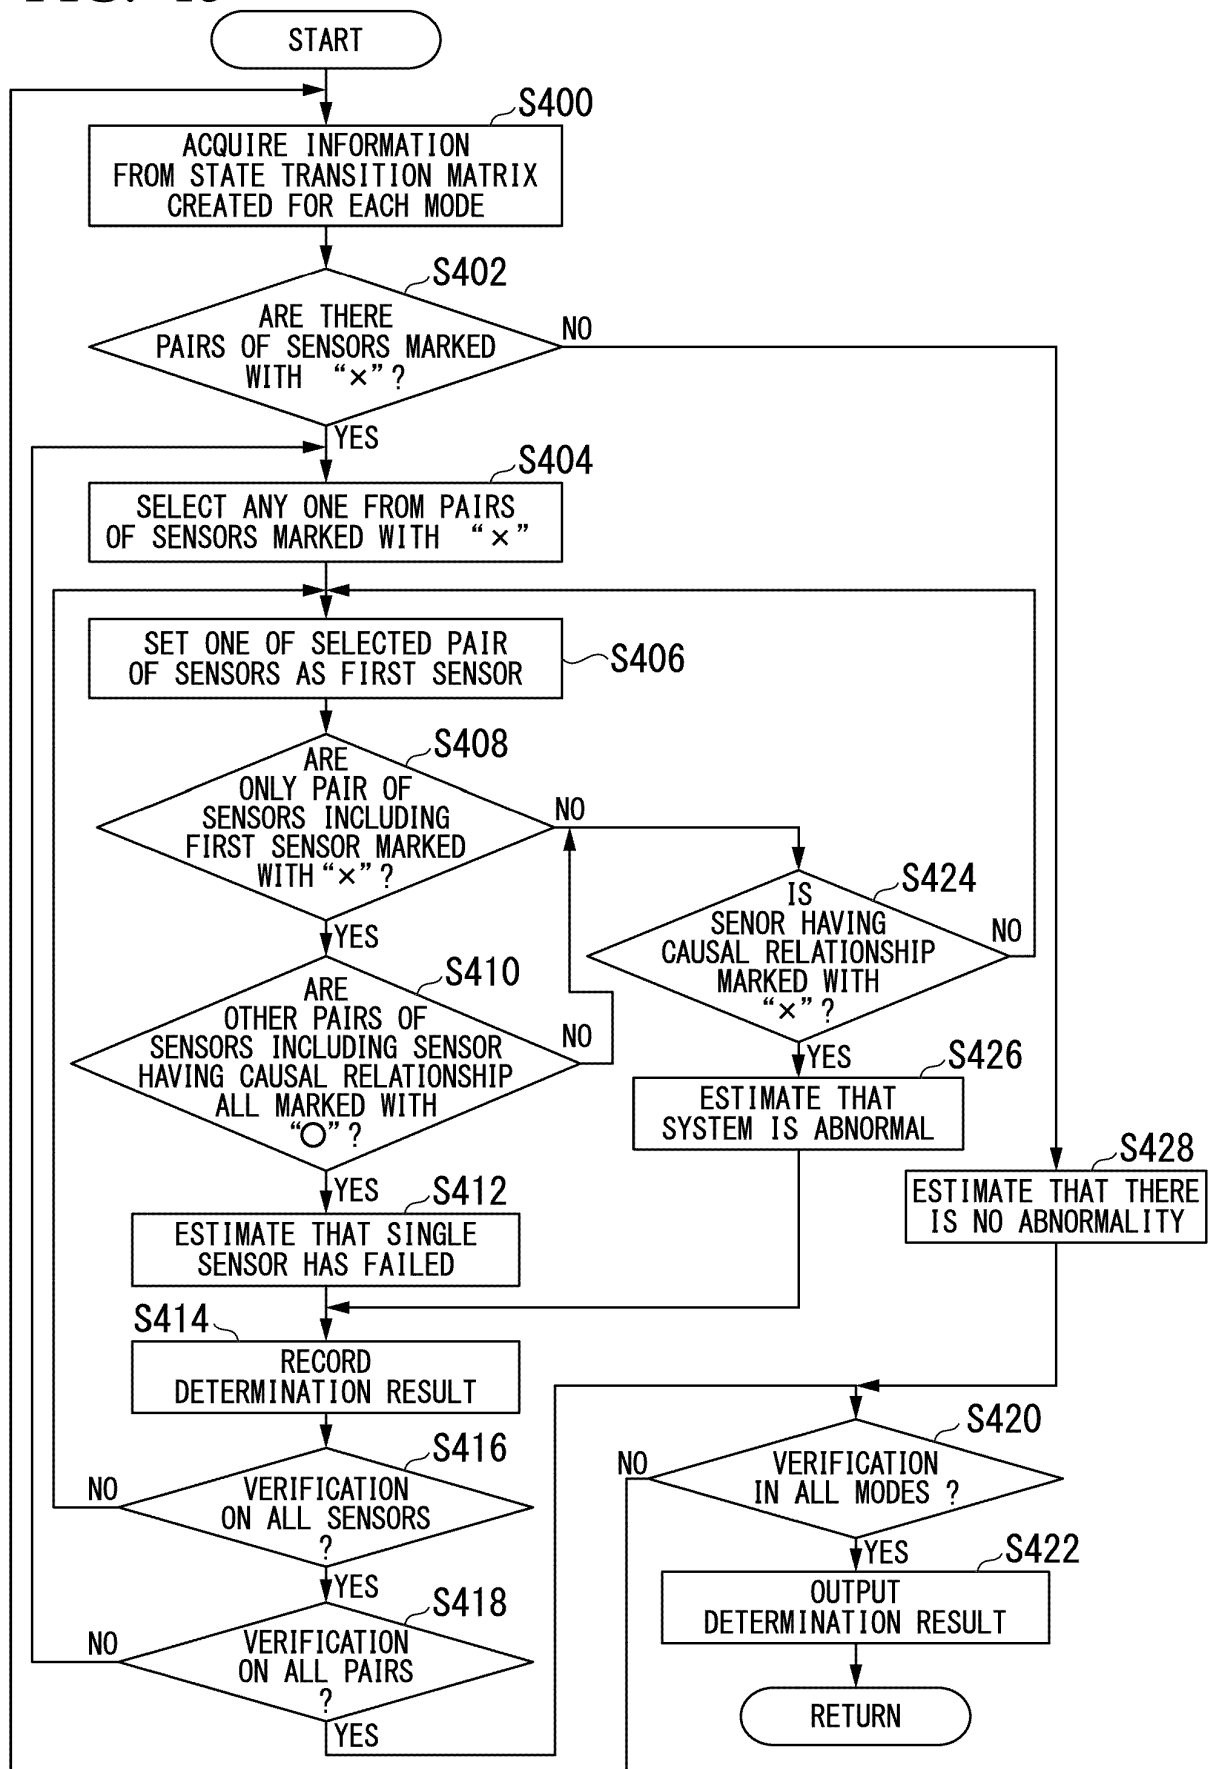 START
S400
ACQUIRE INFORMATION
FROM STATE TRANSITION MATRIX
CREATED FOR EACH MODE
S402
ARE THERE
PAIRS OF SENSORS MARKED
WITH “×”?
NO
YES
S404
SELECT ANY ONE FROM PAIRS
OF SENSORS MARKED WITH “×”
SET ONE OF SELECTED PAIR
OF SENSORS AS FIRST SENSOR
S406
S408
ARE
ONLY PAIR OF
SENSORS INCLUDING
FIRST SENSOR MARKED
WITH “×”?
NO
YES
S424
IS
SENOR HAVING
CAUSAL RELATIONSHIP
MARKED WITH
“×”?
NO
YES
S410
ARE
OTHER PAIRS OF
SENSORS INCLUDING SENSOR
HAVING CAUSAL RELATIONSHIP
ALL MARKED WITH
“○”?
NO
YES
S426
ESTIMATE THAT
SYSTEM IS ABNORMAL
S428
ESTIMATE THAT THERE
IS NO ABNORMALITY
S412
ESTIMATE THAT SINGLE
SENSOR HAS FAILED
S414
RECORD
DETERMINATION RESULT
S416
VERIFICATION
ON ALL SENSORS
?
NO
YES
S418
VERIFICATION
ON ALL PAIRS
?
NO
YES
S420
VERIFICATION
IN ALL MODES ?
NO
YES
S422
OUTPUT
DETERMINATION RESULT
RETURN